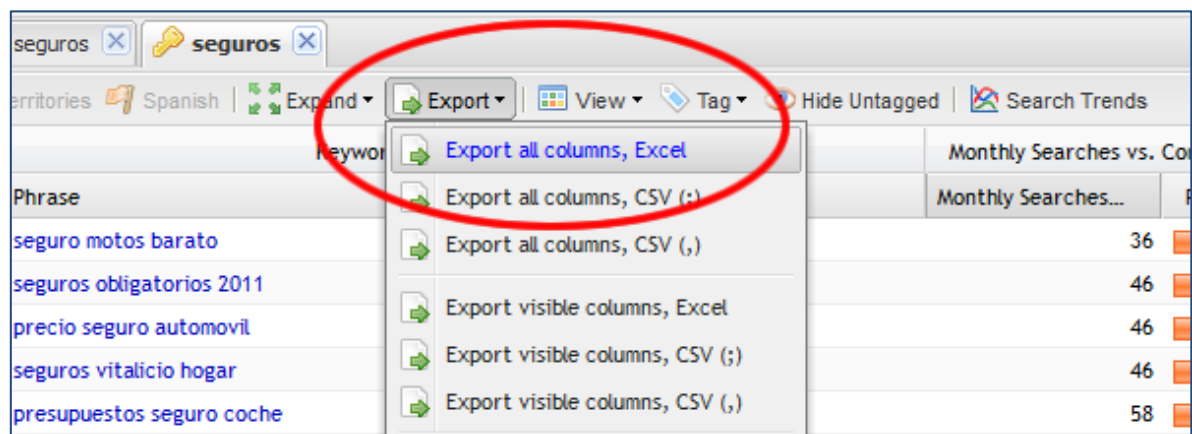 seguros seguros
Spanish Expand Export View Tag Hide Untagged Search Trends
Monthly Searches vs.
Phrase Monthly Searches...
Export all columns, Excel
Export all columns, CSV (;)
Export all columns, CSV (,)
Export visible columns, Excel
Export visible columns, CSV (;)
Export visible columns, CSV (,)
seguro motos barato 36
seguros obligatorios 2011 46
precio seguro automovil 46
seguros vitalicio hogar 46
presupuestos seguro coche 58